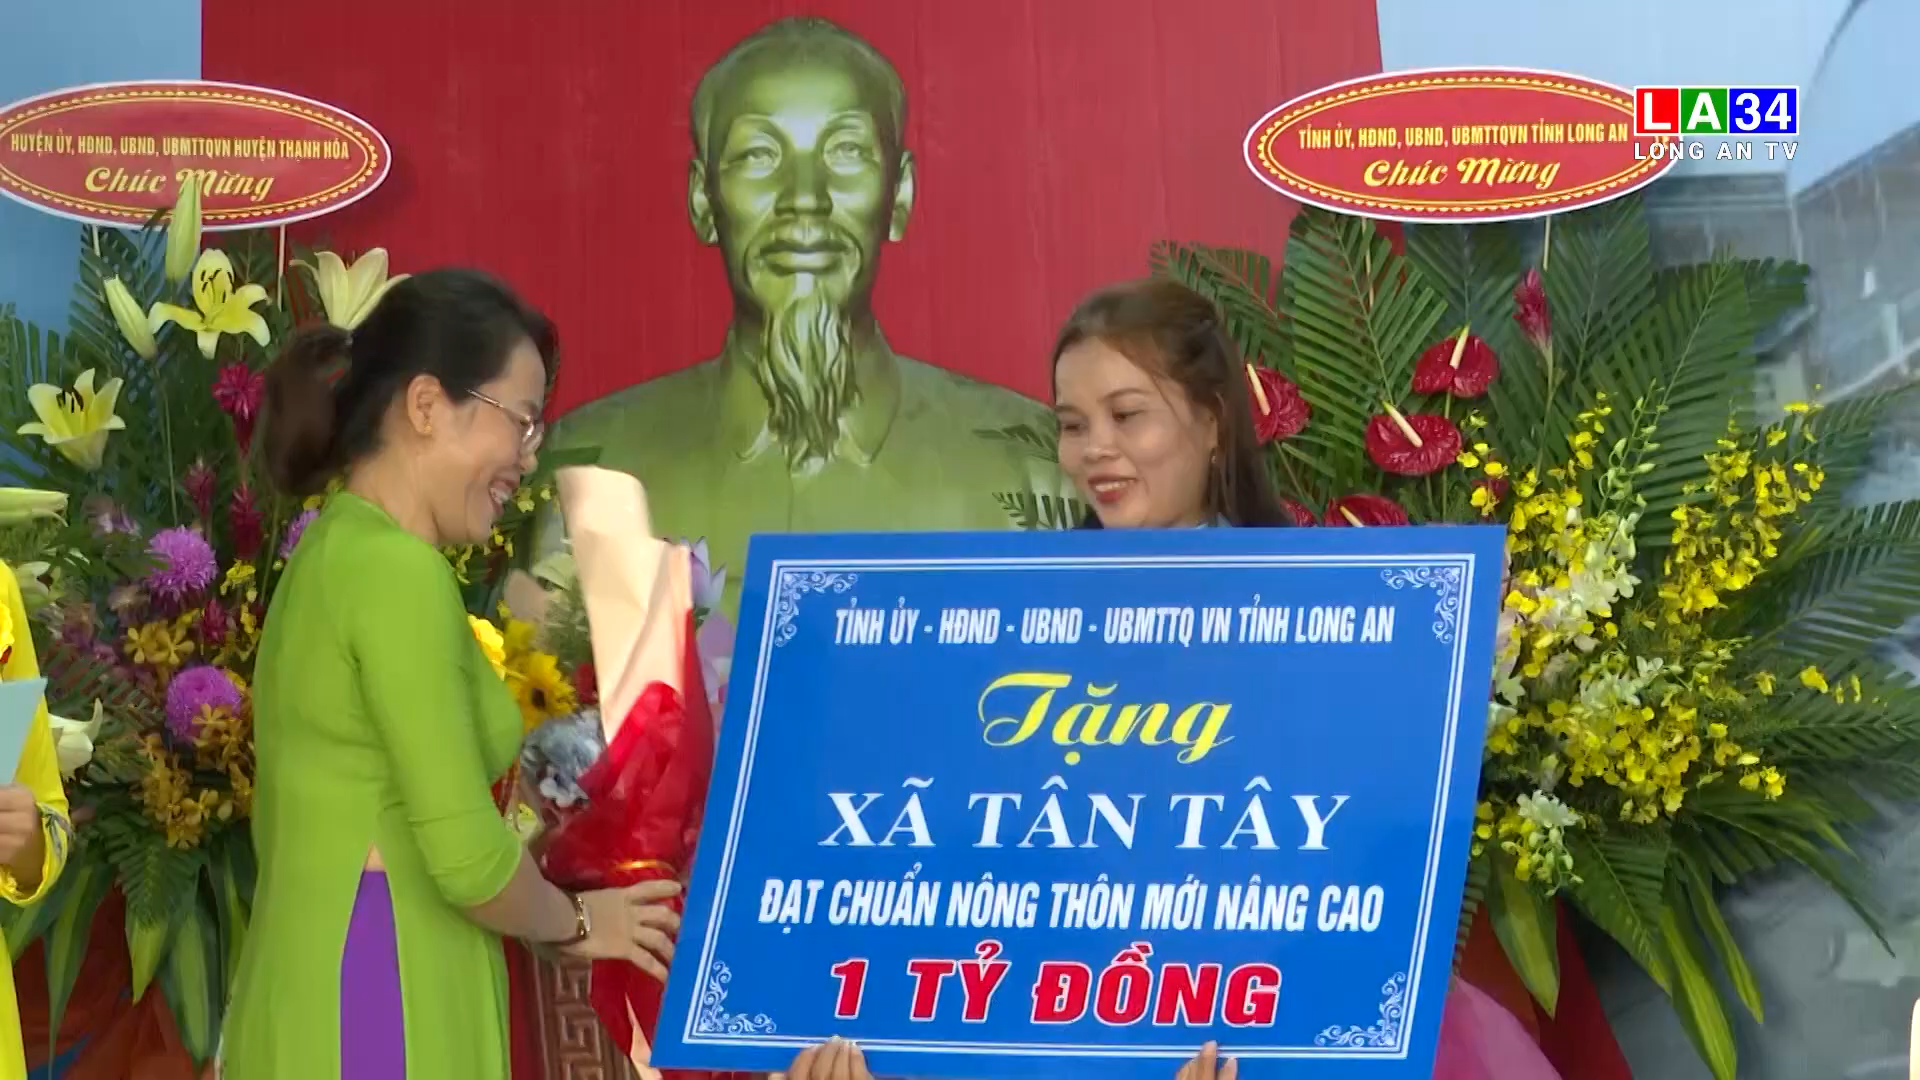 HUYỆN ỦY, HĐND, UBND, UBMTTQVN HUYỆN THẠNH HÓA
Chúc Mừng
TỈNH ỦY, HĐND, UBND, UBMTTQVN TỈNH LONG AN
Chúc Mừng
LA34
LONG AN TV
TỈNH ỦY - HĐND - UBND - UBMTTQ VN TỈNH LONG AN
Tặng
XÃ TÂN TÂY
ĐẠT CHUẨN NÔNG THÔN MỚI NÂNG CAO
1 TỶ ĐỒNG